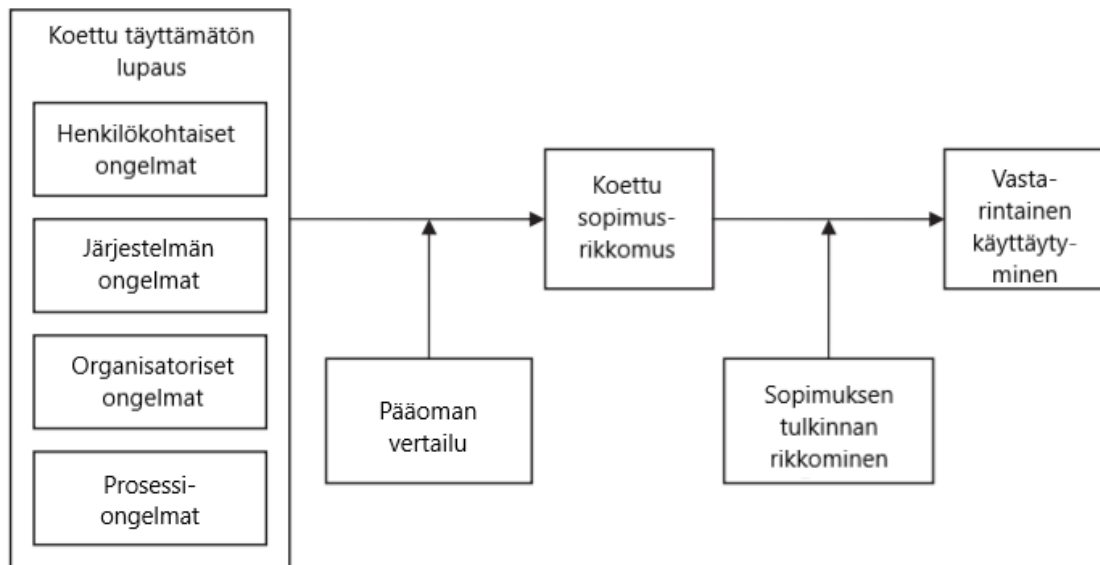 Koettu täyttämätön
lupaus
Henkilökohtaiset
ongelmat
Järjestelmän
ongelmat
Organisatoriset
ongelmat
Prosessi-
ongelmat
Pääoman
vertailu
Koettu
sopimus-
rikkomus
Sopimuksen
tulkinnan
rikkominen
Vasta-
rintainen
käyttäyty-
minen